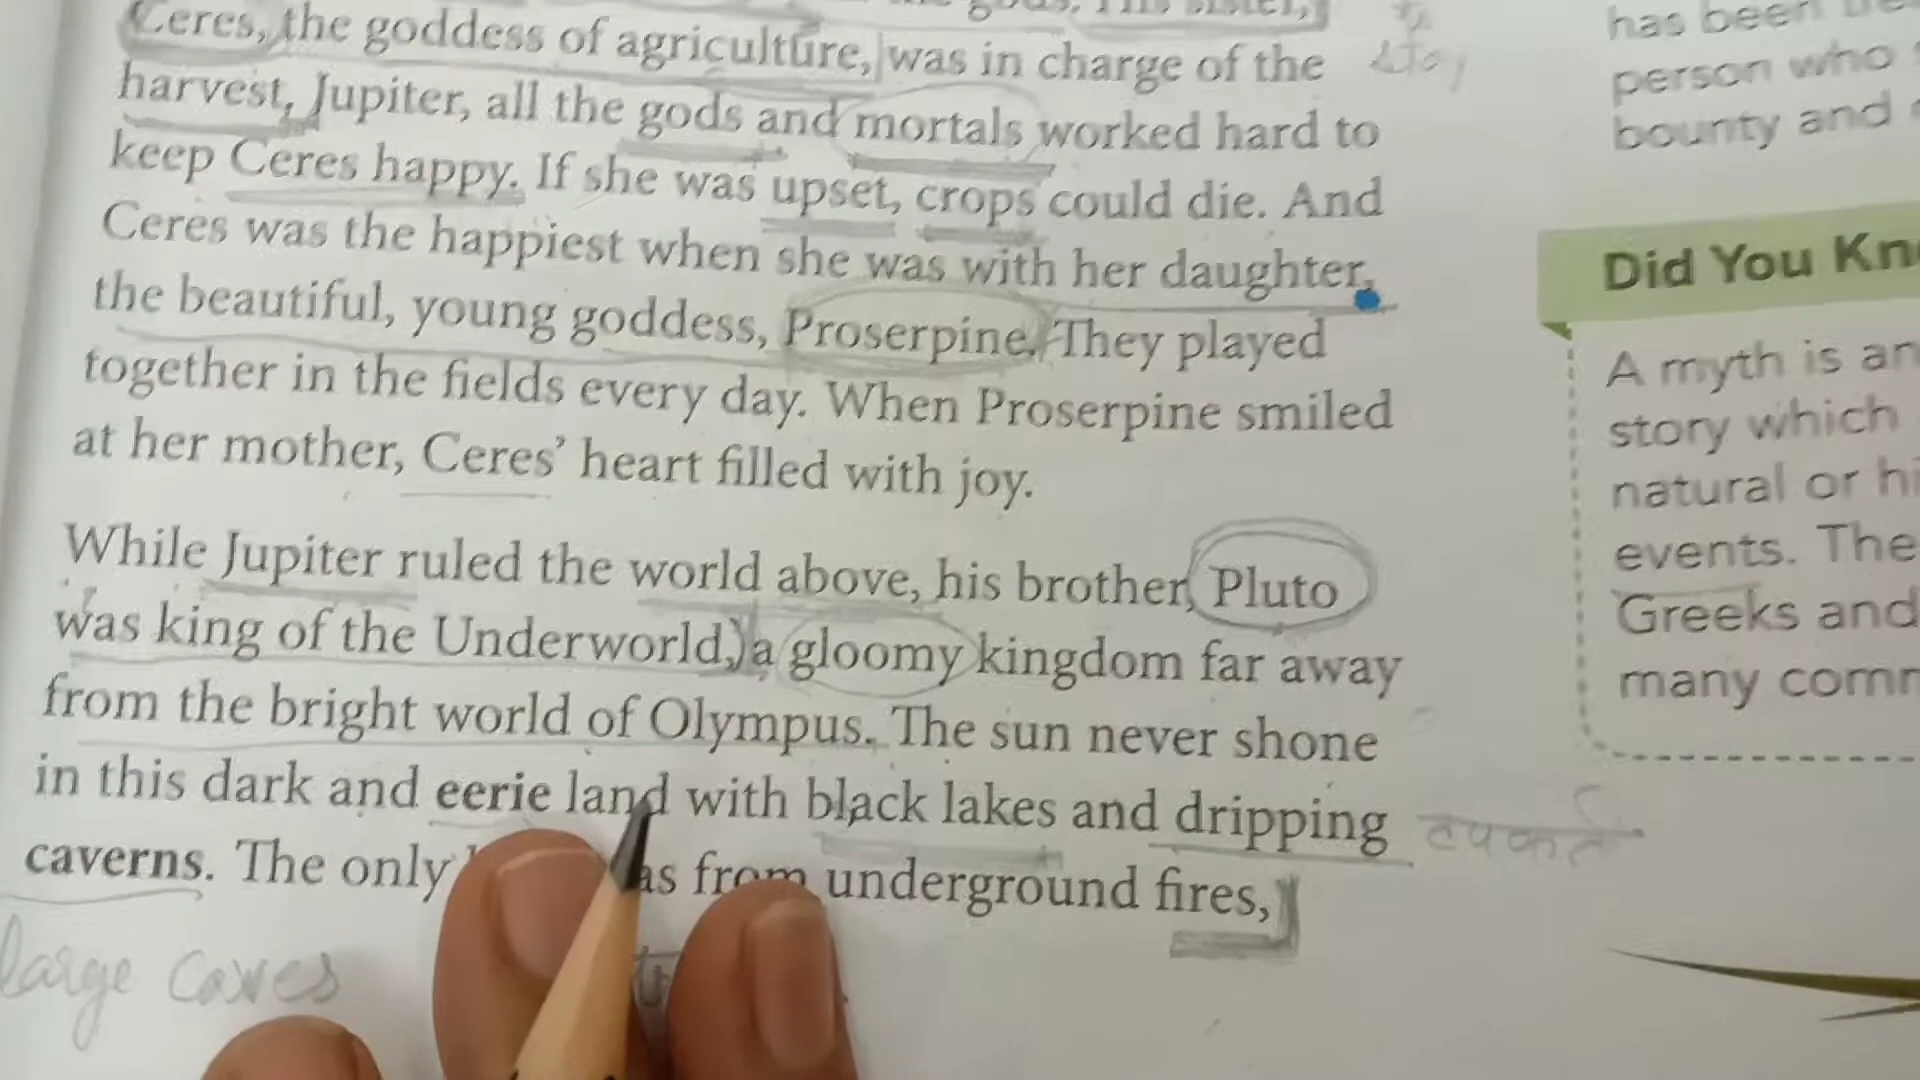 Ceres, the goddess of agriculture, was in charge of the
harvest, Jupiter, all the gods and mortals worked hard to
keep Ceres happy. If she was upset, crops could die. And
Ceres was the happiest when she was with her daughter,
the beautiful, young goddess, Proserpine. They played
together in the fields every day. When Proserpine smiled
at her mother, Ceres’ heart filled with joy.
While Jupiter ruled the world above, his brother, Pluto
was king of the Underworld, a gloomy kingdom far away
from the bright world of Olympus. The sun never shone
in this dark and eerie land with black lakes and dripping
caverns. The only from underground fires,
large caves
has been
person who
bounty and
Did You Kn
A myth is an
story which
natural or hi
events. The
Greeks and
many comm